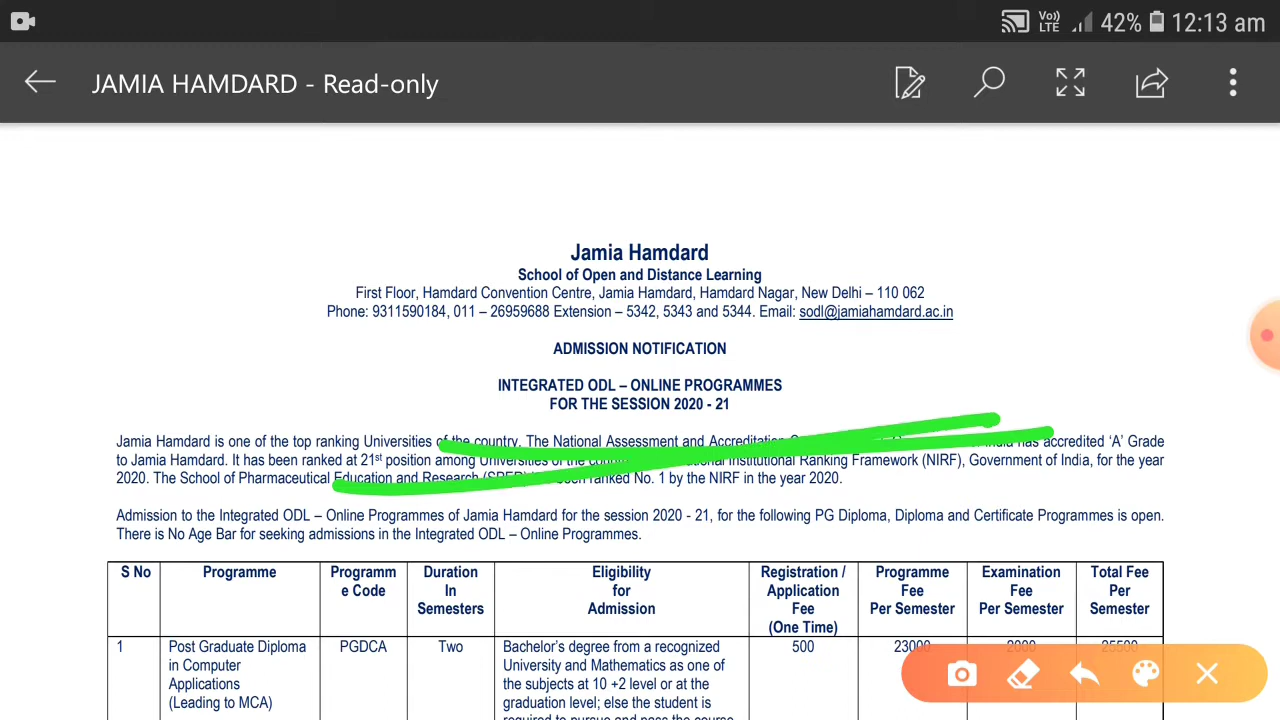 Vo)) 42% 12:13 am
LTE
JAMIA HAMDARD - Read-only
Jamia Hamdard
School of Open and Distance Learning
First Floor, Hamdard Convention Centre, Jamia Hamdard, Hamdard Nagar, New Delhi – 110 062
Phone: 9311590184, 011 – 26959688 Extension – 5342, 5343 and 5344. Email: sodl@jamiahamdard.ac.in
ADMISSION NOTIFICATION
INTEGRATED ODL – ONLINE PROGRAMMES
FOR THE SESSION 2020 - 21
Jamia Hamdard is one of the top ranking Universities of the country. The National Assessment and Accreditation India has accredited ‘A’ Grade
to Jamia Hamdard. It has been ranked at 21st position among Universities of the Institutional Ranking Framework (NIRF), Government of India, for the year
2020. The School of Pharmaceutical Education and Research ranked No. 1 by the NIRF in the year 2020.
Admission to the Integrated ODL – Online Programmes of Jamia Hamdard for the session 2020 - 21, for the following PG Diploma, Diploma and Certificate Programmes is open.
There is No Age Bar for seeking admissions in the Integrated ODL – Online Programmes.
S No Programme Programm Duration Eligibility Registration / Programme Examination Total Fee
e Code In for Application Fee Fee Per
Semesters Admission Fee Per Semester Per Semester Semester
(One Time)
1 Post Graduate Diploma PGDCA Two Bachelor’s degree from a recognized 500 23000 2000 25500
in Computer University and Mathematics as one of
Applications the subjects at 10 +2 level or at the
(Leading to MCA) graduation level; else the student is
required to pursue and pass the course